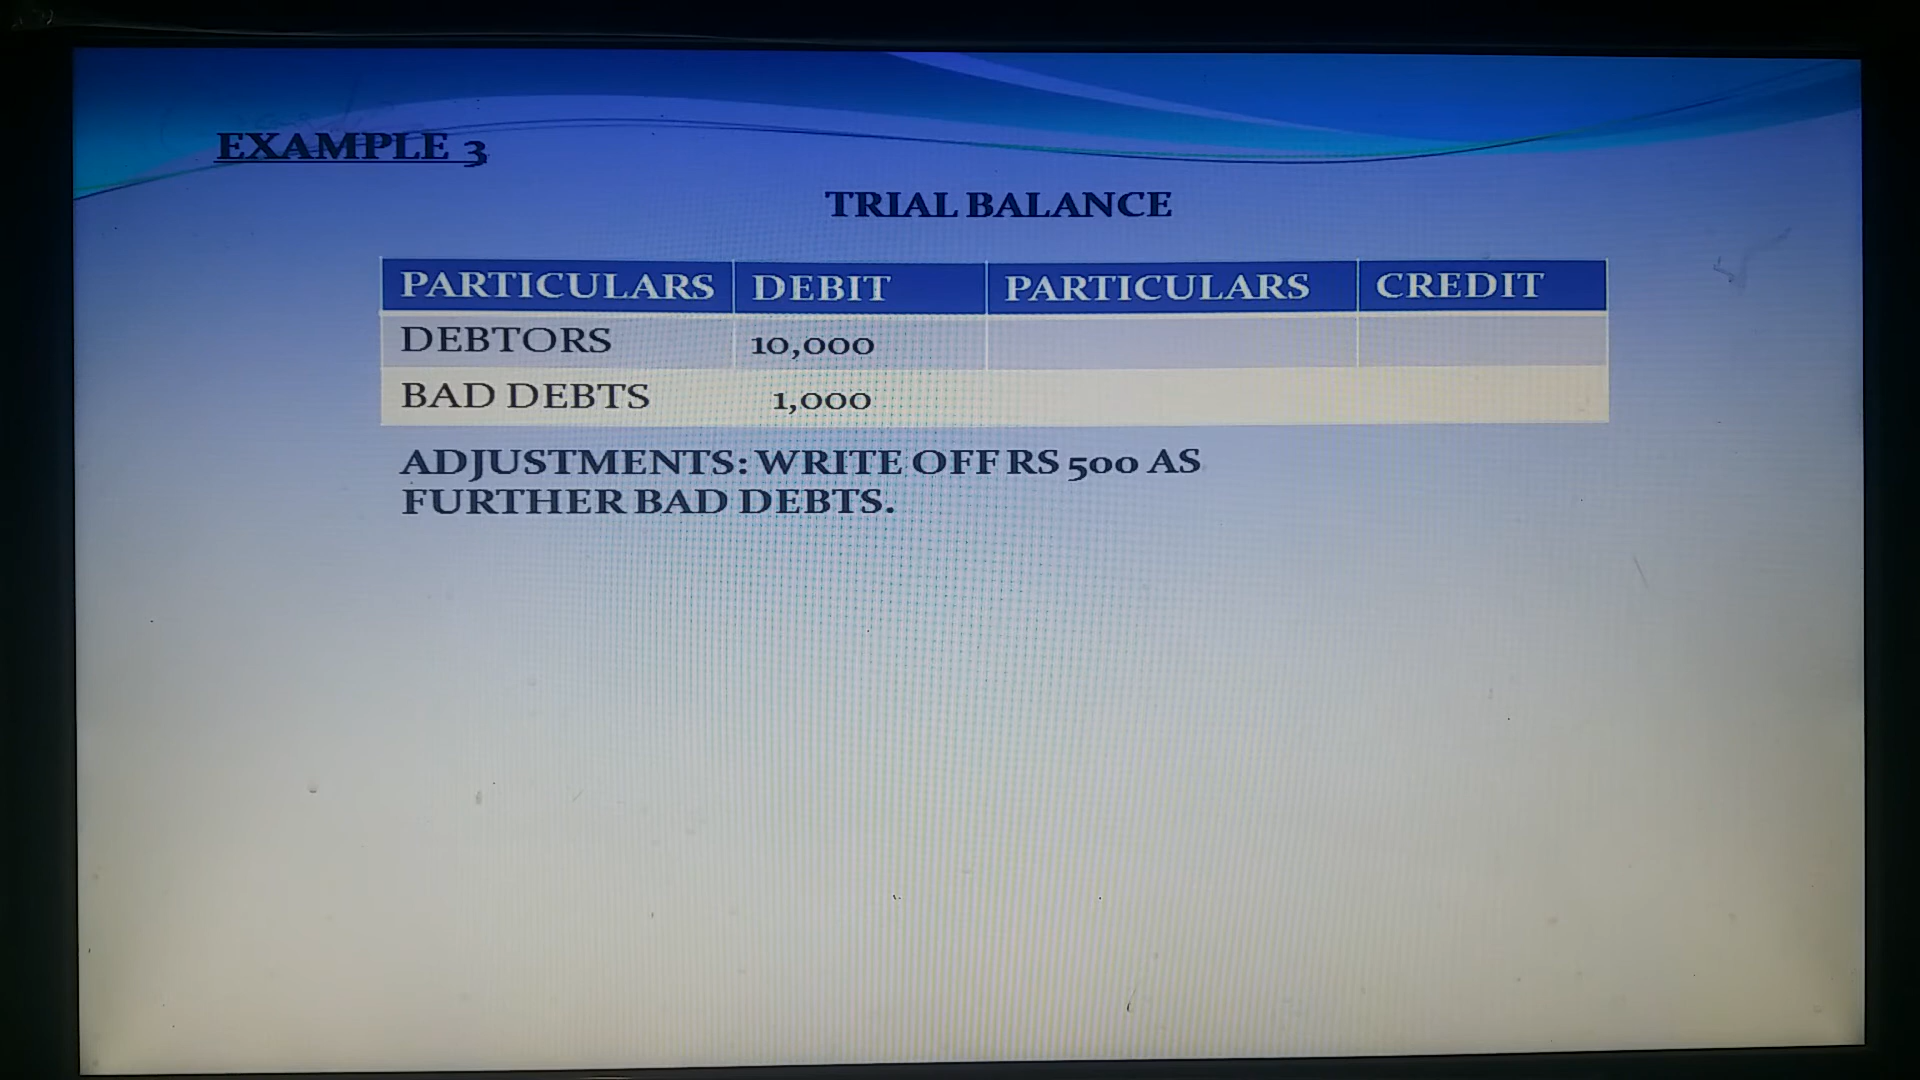 EXAMPLE 3
TRIAL BALANCE
PARTICULARS DEBIT PARTICULARS CREDIT
DEBTORS 10,000
BAD DEBTS 1,000
ADJUSTMENTS: WRITE OFF RS 500 AS
FURTHER BAD DEBTS.